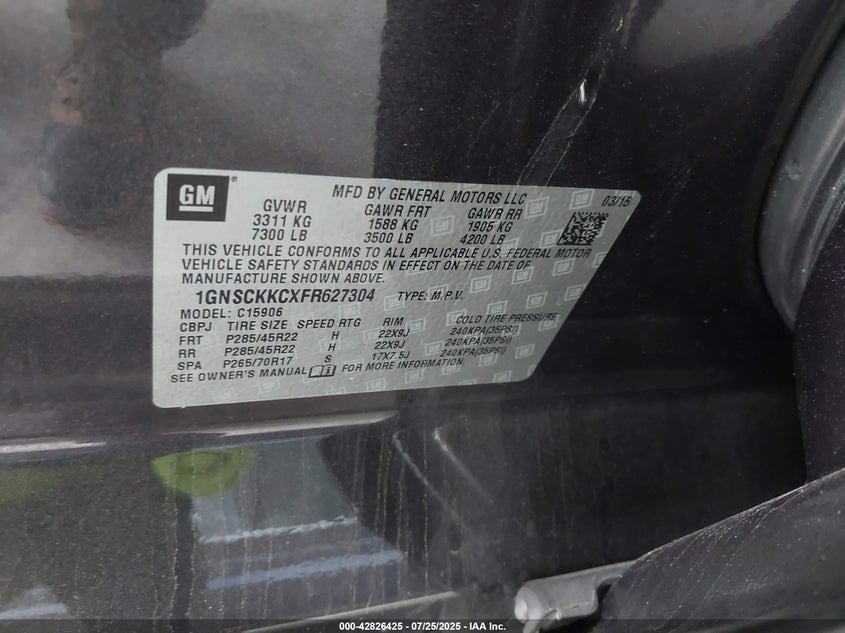 GM
MFD BY GENERAL MOTORS LLC 03/15
GVWR GAWR FRT GAWR RR
3311 KG 1588 KG 1905 KG
7300 LB 3500 LB 4200 LB
THIS VEHICLE CONFORMS TO ALL APPLICABLE U.S. FEDERAL MOTOR
VEHICLE SAFETY STANDARDS IN EFFECT ON THE DATE OF
MANUFACTURE SHOWN ABOVE.
1GNSCKKCXFR627304 TYPE: M.P.V.
MODEL: C15906
CBPJ TIRE SIZE SPEED RTG RIM COLD TIRE PRESSURE
FRT P285/45R22 H 22X9J 240KPA(35PSI)
RR P285/45R22 H 22X9J 240KPA(35PSI)
SPA P265/70R17 S 17X7.5J 240KPA(35PSI)
SEE OWNER'S MANUAL FOR MORE INFORMATION.
000-42826425 - 07/25/2025 - IAA Inc.